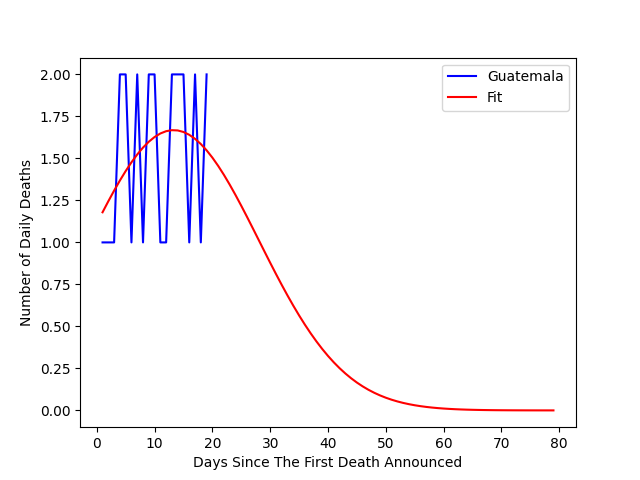 Guatemala
Fit
2.00
1.75
1.50
1.25
1.00
0.75
0.50
0.25
0.00
Number of Daily Deaths
0 10 20 30 40 50 60 70 80
Days Since The First Death Announced